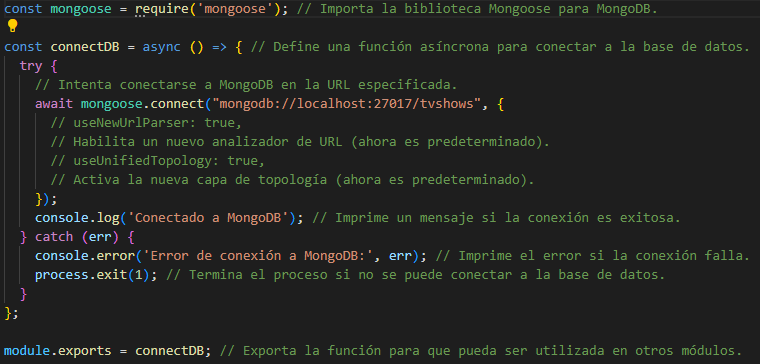 const mongoose = require('mongoose'); // Importa la biblioteca Mongoose para MongoDB.
const connectDB = async () => { // Define una función asíncrona para conectar a la base de datos.
  try {
    // Intenta conectarse a MongoDB en la URL especificada.
    await mongoose.connect("mongodb://localhost:27017/tvshows", {
      // useNewUrlParser: true,
      // Habilita un nuevo analizador de URL (ahora es predeterminado).
      // useUnifiedTopology: true,
      // Activa la nueva capa de topología (ahora es predeterminado).
    });
    console.log('Conectado a MongoDB'); // Imprime un mensaje si la conexión es exitosa.
  } catch (err) {
    console.error('Error de conexión a MongoDB:', err); // Imprime el error si la conexión falla.
    process.exit(1); // Termina el proceso si no se puede conectar a la base de datos.
  }
};
module.exports = connectDB; // Exporta la función para que pueda ser utilizada en otros módulos.